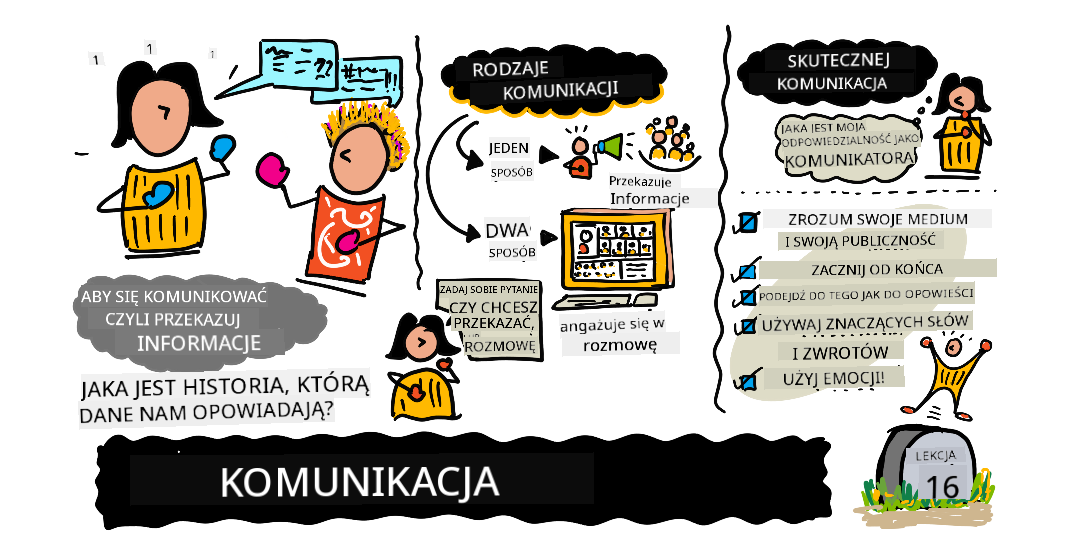 ABY SIĘ KOMUNIKOWAĆ
CZYLI PRZEKAZUJ
INFORMACJE
JAKA JEST HISTORIA, KTÓRĄ
DANE NAM OPOWIADAJĄ?
RODZAJE
KOMUNIKACJI
JEDEN
SPOSÓB
Przekazuje
Informacje
DWA
SPOSÓB
angażuje się w
rozmowę
ZADAJ SOBIE PYTANIE
CZY CHCESZ
PRZEKAZAĆ,
ROZMOWĘ
SKUTECZNEJ
KOMUNIKACJA
JAKA JEST MOJA
ODPOWIEDZIALNOŚĆ JAKO
KOMUNIKATORA
ZROZUM SWOJE MEDIUM
I SWOJĄ PUBLICZNOŚĆ
ZACZNIJ OD KOŃCA
PODEJDŹ DO TEGO JAK DO OPOWIEŚCI
UŻYWAJ ZNACZĄCYCH SŁÓW
I ZWROTÓW
UŻYJ EMOCJI!
KOMUNIKACJA
LEKCJA
16